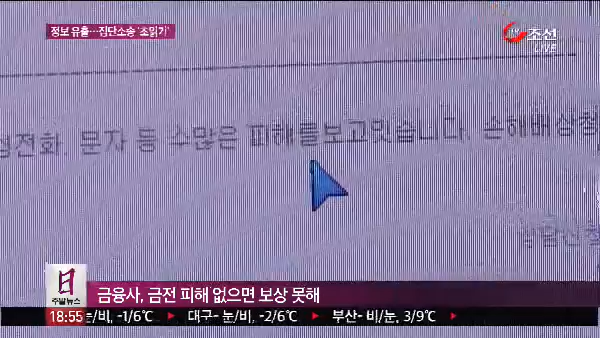 정보 유출…집단소송 '초읽기'
TV조선
LIVE
전화, 문자 등 수많은 피해를보고있습니다. 손해배상청
주말뉴스
금융사, 금전 피해 없으면 보상 못해
18:55 눈/비, -1/6℃ ▶ 대구- 눈/비, -2/6℃ ▶ 부산- 비/눈, 3/9℃ ▶